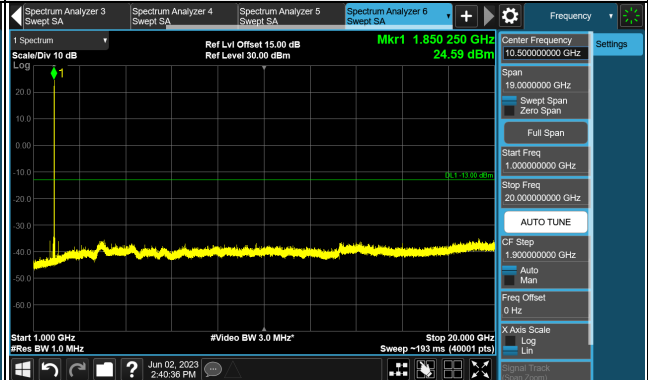 Spectrum Analyzer 3
Swept SA
Spectrum Analyzer 4
Swept SA
Spectrum Analyzer 5
Swept SA
Spectrum Analyzer 6
Swept SA
+
Frequency
1 Spectrum
Scale/Div 10 dB
Log
Ref Lvl Offset 15.00 dB
Ref Level 30.00 dBm
Mkr1 1.850 250 GHz
24.59 dBm
1
20.0
10.0
0.00
-10.0
-20.0
-30.0
-40.0
-50.0
-60.0
DL1 -13.00 dBm
Start 1.000 GHz
#Res BW 1.0 MHz
#Video BW 3.0 MHz*
Stop 20.000 GHz
Sweep ~193 ms (40001 pts)
Center Frequency
10.500000000 GHz
Span
19.0000000 GHz
Swept Span
Zero Span
Full Span
Start Freq
1.000000000 GHz
Stop Freq
20.000000000 GHz
AUTO TUNE
CF Step
1.900000000 GHz
Auto
Man
Freq Offset
0 Hz
X Axis Scale
Log
Lin
Signal Track
(Span Zoom)
Settings
?
Jun 02, 2023
2:40:36 PM